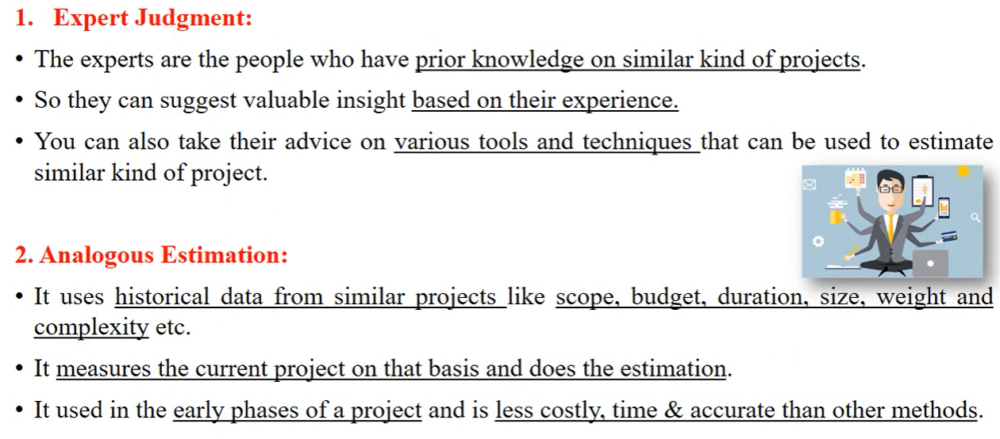 1. Expert Judgment:
• The experts are the people who have prior knowledge on similar kind of projects.
• So they can suggest valuable insight based on their experience.
• You can also take their advice on various tools and techniques that can be used to estimate
similar kind of project.
2. Analogous Estimation:
• It uses historical data from similar projects like scope, budget, duration, size, weight and
complexity etc.
• It measures the current project on that basis and does the estimation.
• It used in the early phases of a project and is less costly, time & accurate than other methods.